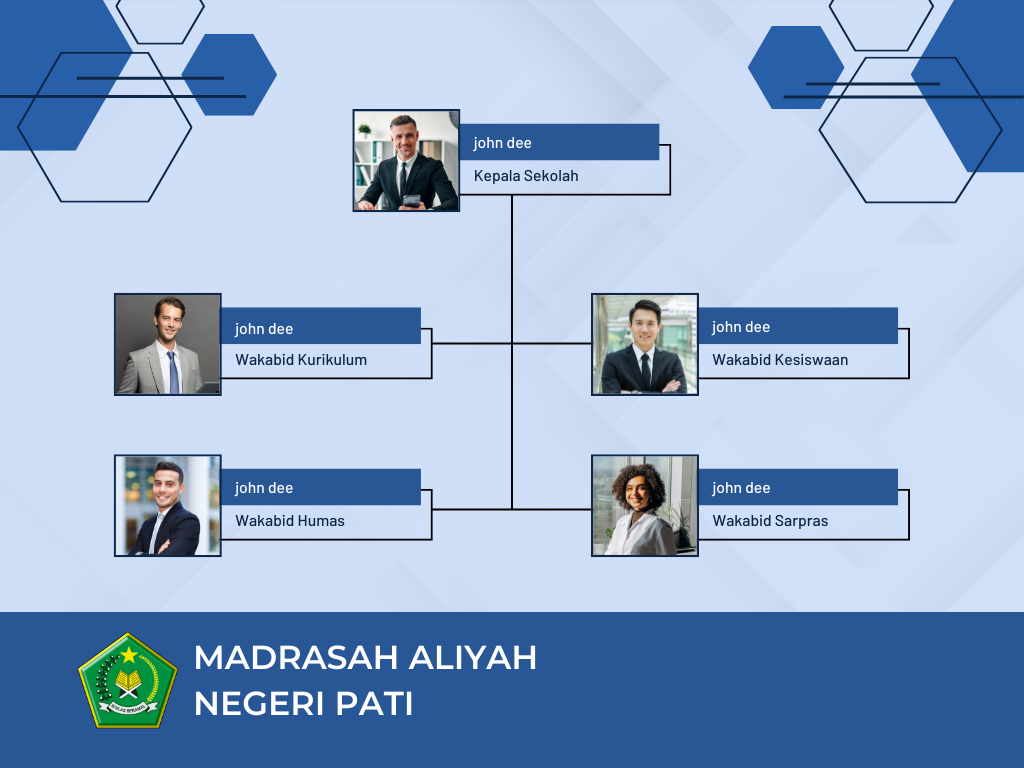 john dee
Kepala Sekolah
john dee
Wakabid Kurikulum
john dee
Wakabid Kesiswaan
john dee
Wakabid Humas
john dee
Wakabid Sarpras
MADRASAH ALIYAH
NEGERI PATI